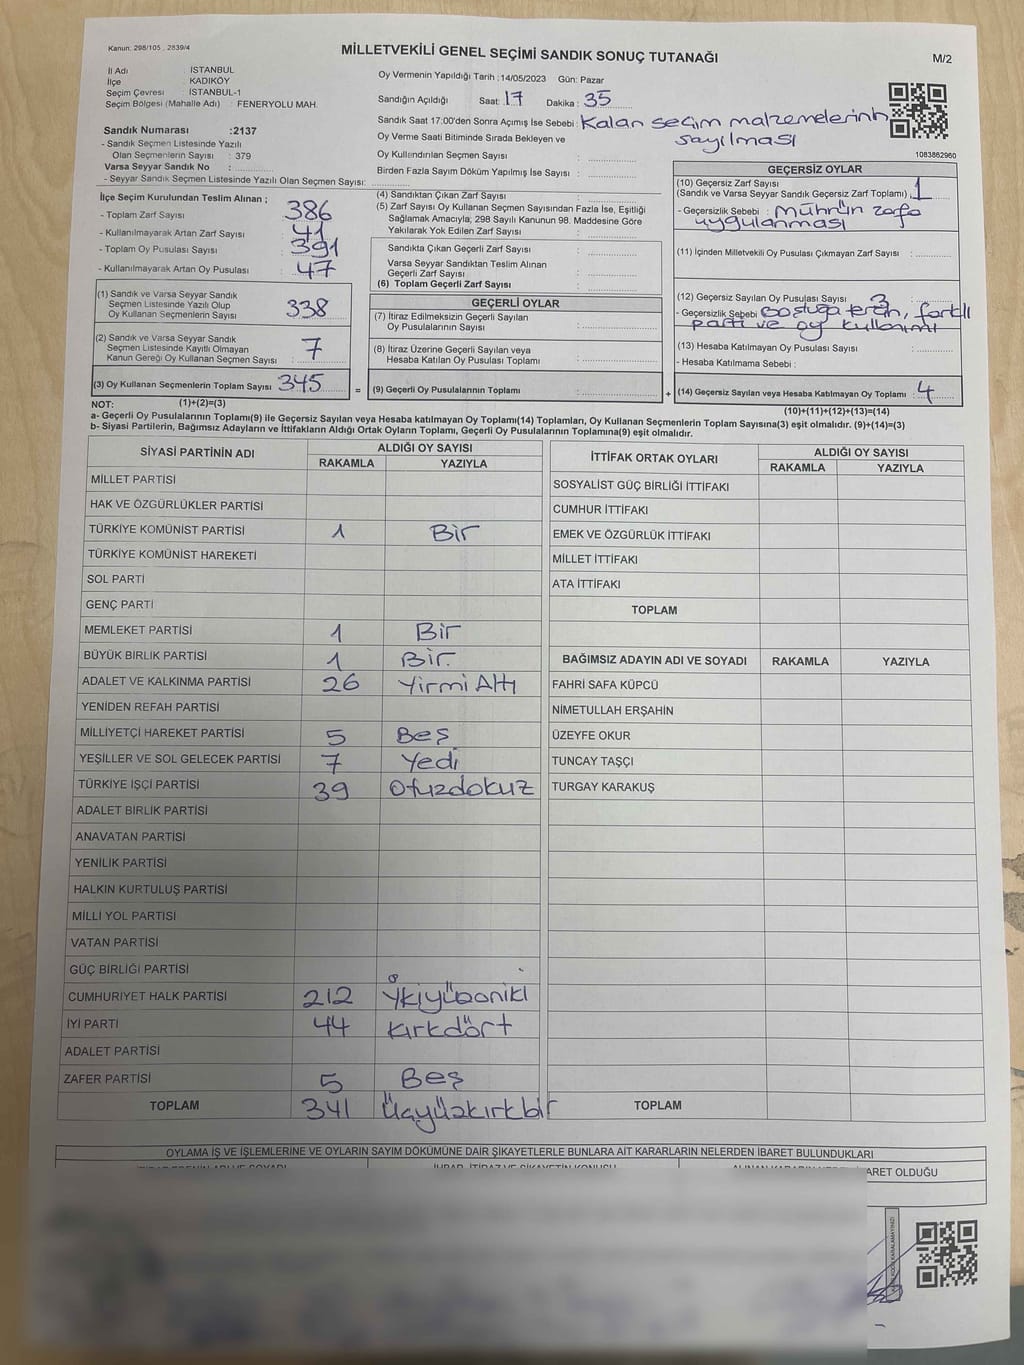 Kanun: 298/105 , 2839/4
MİLLETVEKİLİ GENEL SEÇİMİ SANDIK SONUÇ TUTANAĞI
M/2
İl Adı : İSTANBUL
İlçe : KADIKÖY
Seçim Çevresi : İSTANBUL-1
Seçim Bölgesi (Mahalle Adı) : FENERYOLU MAH.
Oy Vermenin Yapıldığı Tarih : 14/05/2023 Gün: Pazar
Sandığın Açıldığı Saat: 17 Dakika : 35
Sandık Saat 17:00'den Sonra Açımış İse Sebebi : Kalan seçim malzemelerinin
sayılması
Oy Verme Saati Bitiminde Sırada Bekleyen ve
Oy Kullendirilan Seçmen Sayısı :
Birden Fazla Sayım Döküm Yapılmış İse Sayısı :
1083862960
Sandık Numarası :2137
- Sandık Seçmen Listesinde Yazılı
Olan Seçmenlerin Sayısı : 379
Varsa Seyyar Sandık No :
- Seyyar Sandık Seçmen Listesinde Yazılı Olan Seçmen Sayısı:
İlçe Seçim Kurulundan Teslim Alınan ;
- Toplam Zarf Sayısı : 386
- Kullanılmayarak Artan Zarf Sayısı : 41
- Toplam Oy Pusulası Sayısı : 391
- Kullanılmayarak Artan Oy Pusulası : 47
(1) Sandık ve Varsa Seyyar Sandık
Seçmen Listesinde Yazılı Olup
Oy Kullanan Seçmenlerin Sayısı : 338
(2) Sandık ve Varsa Seyyar Sandık
Seçmen Listesinde Kayıtlı Olmayan
Kanun Gereği Oy Kullanan Seçmen Sayısı : 7
(3) Oy Kullanan Seçmenlerin Toplam Sayısı : 345
(1)+(2)=(3)
(4) Sandıktan Çıkan Zarf Sayısı :
(5) Zarf Sayısı Oy Kullanan Seçmen Sayısından Fazla İse, Eşitliği
Sağlamak Amacıyla; 298 Sayılı Kanunun 98. Maddesine Göre
Yakılarak Yok Edilen Zarf Sayısı :
Sandıkta Çıkan Geçerli Zarf Sayısı :
Varsa Seyyar Sandıktan Teslim Alınan
Geçerli Zarf Sayısı :
(6) Toplam Geçerli Zarf Sayısı :
GEÇERLİ OYLAR
(7) İtiraz Edilmeksizin Geçerli Sayılan
Oy Pusulalarının Sayısı :
(8) İtiraz Üzerine Geçerli Sayılan veya
Hesaba Katılan Oy Pusulası Toplamı :
= (9) Geçerli Oy Pusulalarının Toplamı :
GEÇERSİZ OYLAR
(10) Geçersiz Zarf Sayısı
(Sandık ve Varsa Seyyar Sandık Geçersiz Zarf Toplamı) : 1
- Geçersizlik Sebebi : mührün zarfa
uygulanması
(11) İçinden Milletvekili Oy Pusulası Çıkmayan Zarf Sayısı :
(12) Geçersiz Sayılan Oy Pusulası Sayısı : 3
- Geçersizlik Sebebi : farklı
parti ve oy kullanımı
(13) Hesaba Katılmayan Oy Pusulası Sayısı :
- Hesaba Katılmama Sebebi :
+ (14) Geçersiz Sayılan veya Hesaba Katılmayan Oy Toplamı : 4
(10)+(11)+(12)+(13)=(14)
NOT:
a- Geçerli Oy Pusulalarının Toplamı(9) ile Geçersiz Sayılan veya Hesaba katılmayan Oy Toplamı(14) Toplamları, Oy Kullanan Seçmenlerin Toplam Sayısına(3) eşit olmalıdır. (9)+(14)=(3)
b- Siyasi Partilerin, Bağımsız Adayların ve İttifakların Aldığı Ortak Oyların Toplamı, Geçerli Oy Pusulalarının Toplamına(9) eşit olmalıdır.
SİYASİ PARTİNİN ADI ALDIĞI OY SAYISI
RAKAMLA YAZIYLA
MİLLET PARTİSİ
HAK VE ÖZGÜRLÜKLER PARTİSİ
TÜRKİYE KOMÜNİST PARTİSİ 1 Bir
TÜRKİYE KOMÜNİST HAREKETİ
SOL PARTİ
GENÇ PARTİ
MEMLEKET PARTİSİ 1 Bir
BÜYÜK BİRLİK PARTİSİ 1 Bir.
ADALET VE KALKINMA PARTİSİ 26 Yirmi Altı
YENİDEN REFAH PARTİSİ
MİLLİYETÇİ HAREKET PARTİSİ 5 Beş
YEŞİLLER VE SOL GELECEK PARTİSİ 7 Yedi
TÜRKİYE İŞÇİ PARTİSİ 39 Otuzdokuz
ADALET BİRLİK PARTİSİ
ANAVATAN PARTİSİ
YENİLİK PARTİSİ
HALKIN KURTULUŞ PARTİSİ
MİLLİ YOL PARTİSİ
VATAN PARTİSİ
GÜÇ BİRLİĞİ PARTİSİ
CUMHURİYET HALK PARTİSİ 212 İkiyüzoniki
İYİ PARTİ 44 Kırkdört
ADALET PARTİSİ
ZAFER PARTİSİ 5 Beş
TOPLAM 341 Üçyüzkırkbir
İTTİFAK ORTAK OYLARI ALDIĞI OY SAYISI
RAKAMLA YAZIYLA
SOSYALİST GÜÇ BİRLİĞİ İTTİFAKI
CUMHUR İTTİFAKI
EMEK VE ÖZGÜRLÜK İTTİFAKI
MİLLET İTTİFAKI
ATA İTTİFAKI
TOPLAM
BAĞIMSIZ ADAYIN ADI VE SOYADI RAKAMLA YAZIYLA
FAHRİ SAFA KÜPCÜ
NİMETULLAH ERŞAHİN
ÜZEYFE OKUR
TUNCAY TAŞÇI
TURGAY KARAKUŞ
TOPLAM
OYLAMA İŞ VE İŞLEMLERİNE VE OYLARIN SAYIM DÖKÜMÜNE DAİR ŞİKAYETLERLE BUNLARA AİT KARARLARIN NELERDEN İBARET BULUNDUKLARI
ARET OLDUĞU